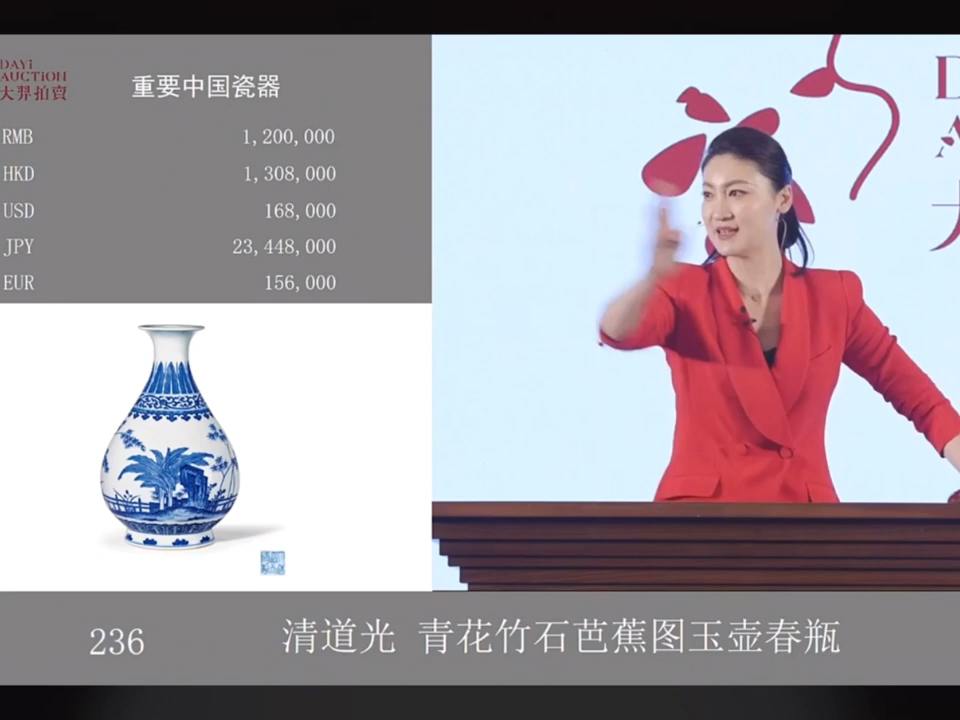 DAYI
AUCTION
大羿拍賣
重要中国瓷器
RMB 1,200,000
HKD 1,308,000
USD 168,000
JPY 23,448,000
EUR 156,000
236 清道光 青花竹石芭蕉图玉壶春瓶